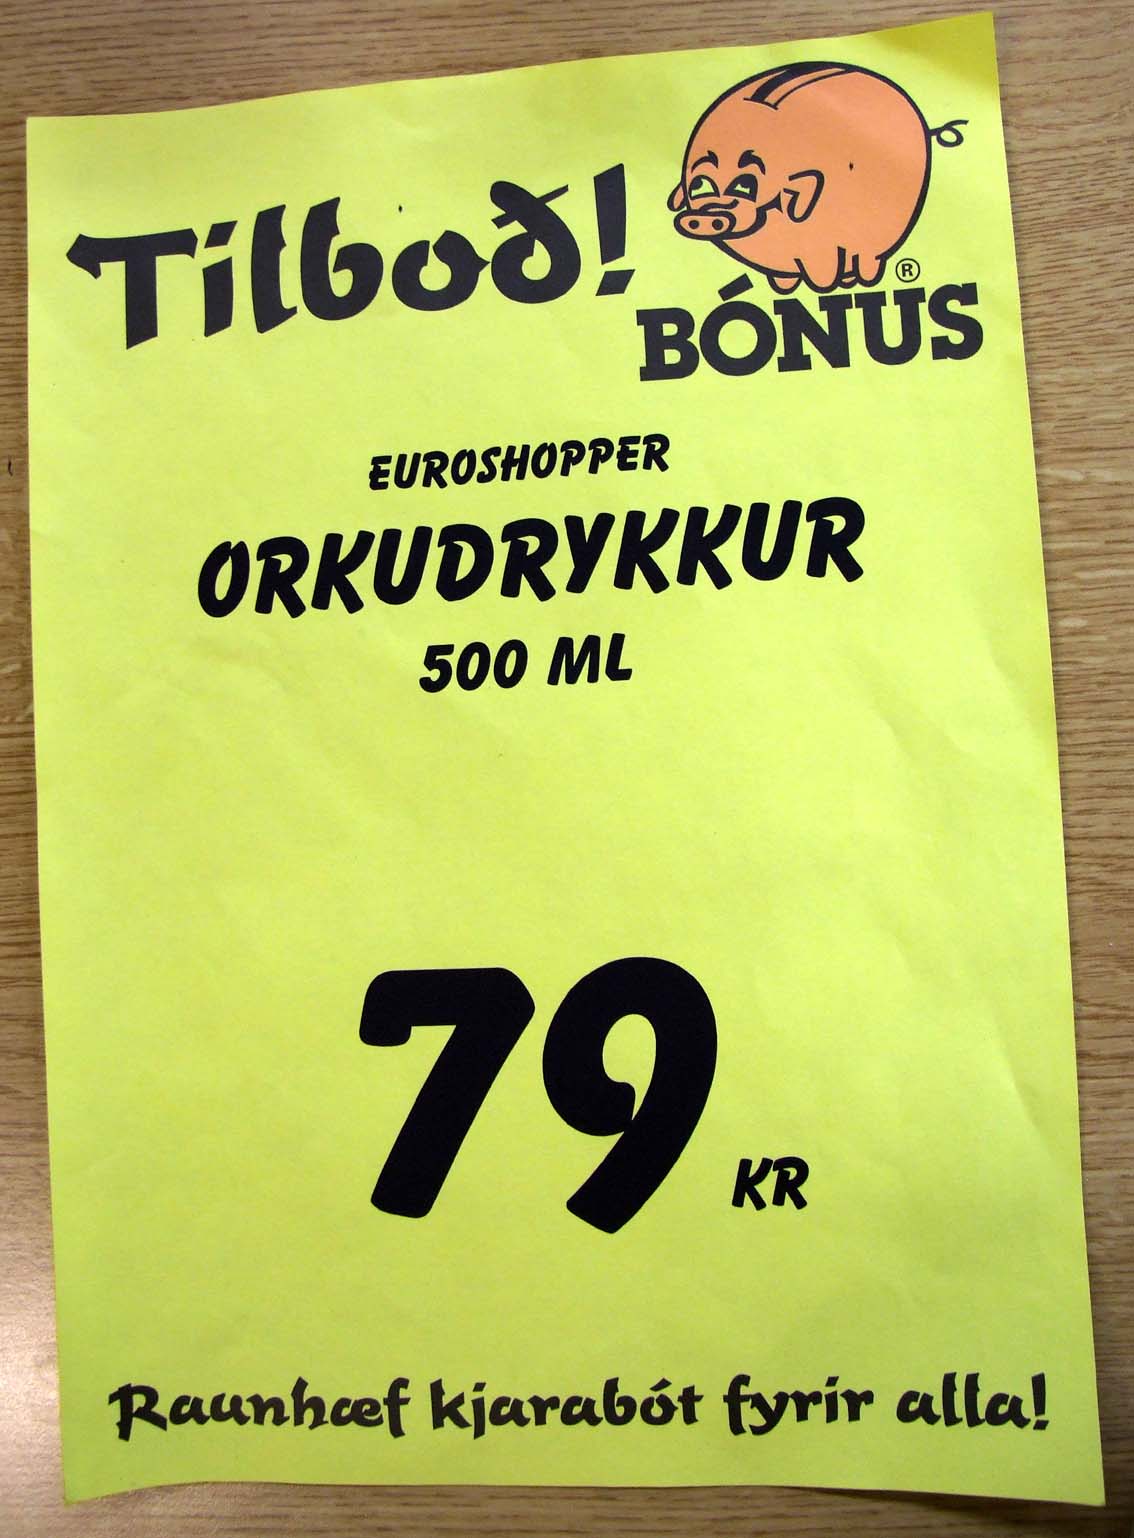 Tilboð!
BÓNUS®
EUROSHOPPER
ORKUDRYKKUR
500 ML
79 KR
Raunhæf kjarabót fyrir alla!